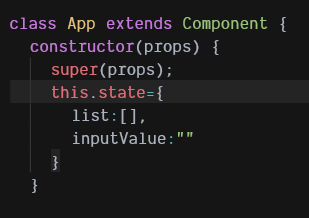 class App extends Component {
constructor(props) {
super(props);
this.state={
list:[],
inputValue:""
}
}